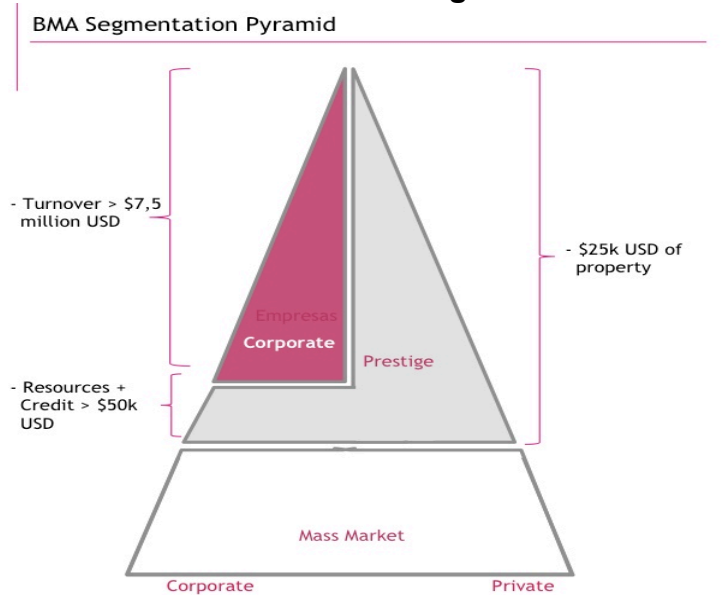 BMA Segmentation Pyramid
- Turnover > $7,5
million USD
- $25k USD of
property
Empresas
Corporate
Prestige
- Resources +
Credit > $50k
USD
Mass Market
Corporate
Private